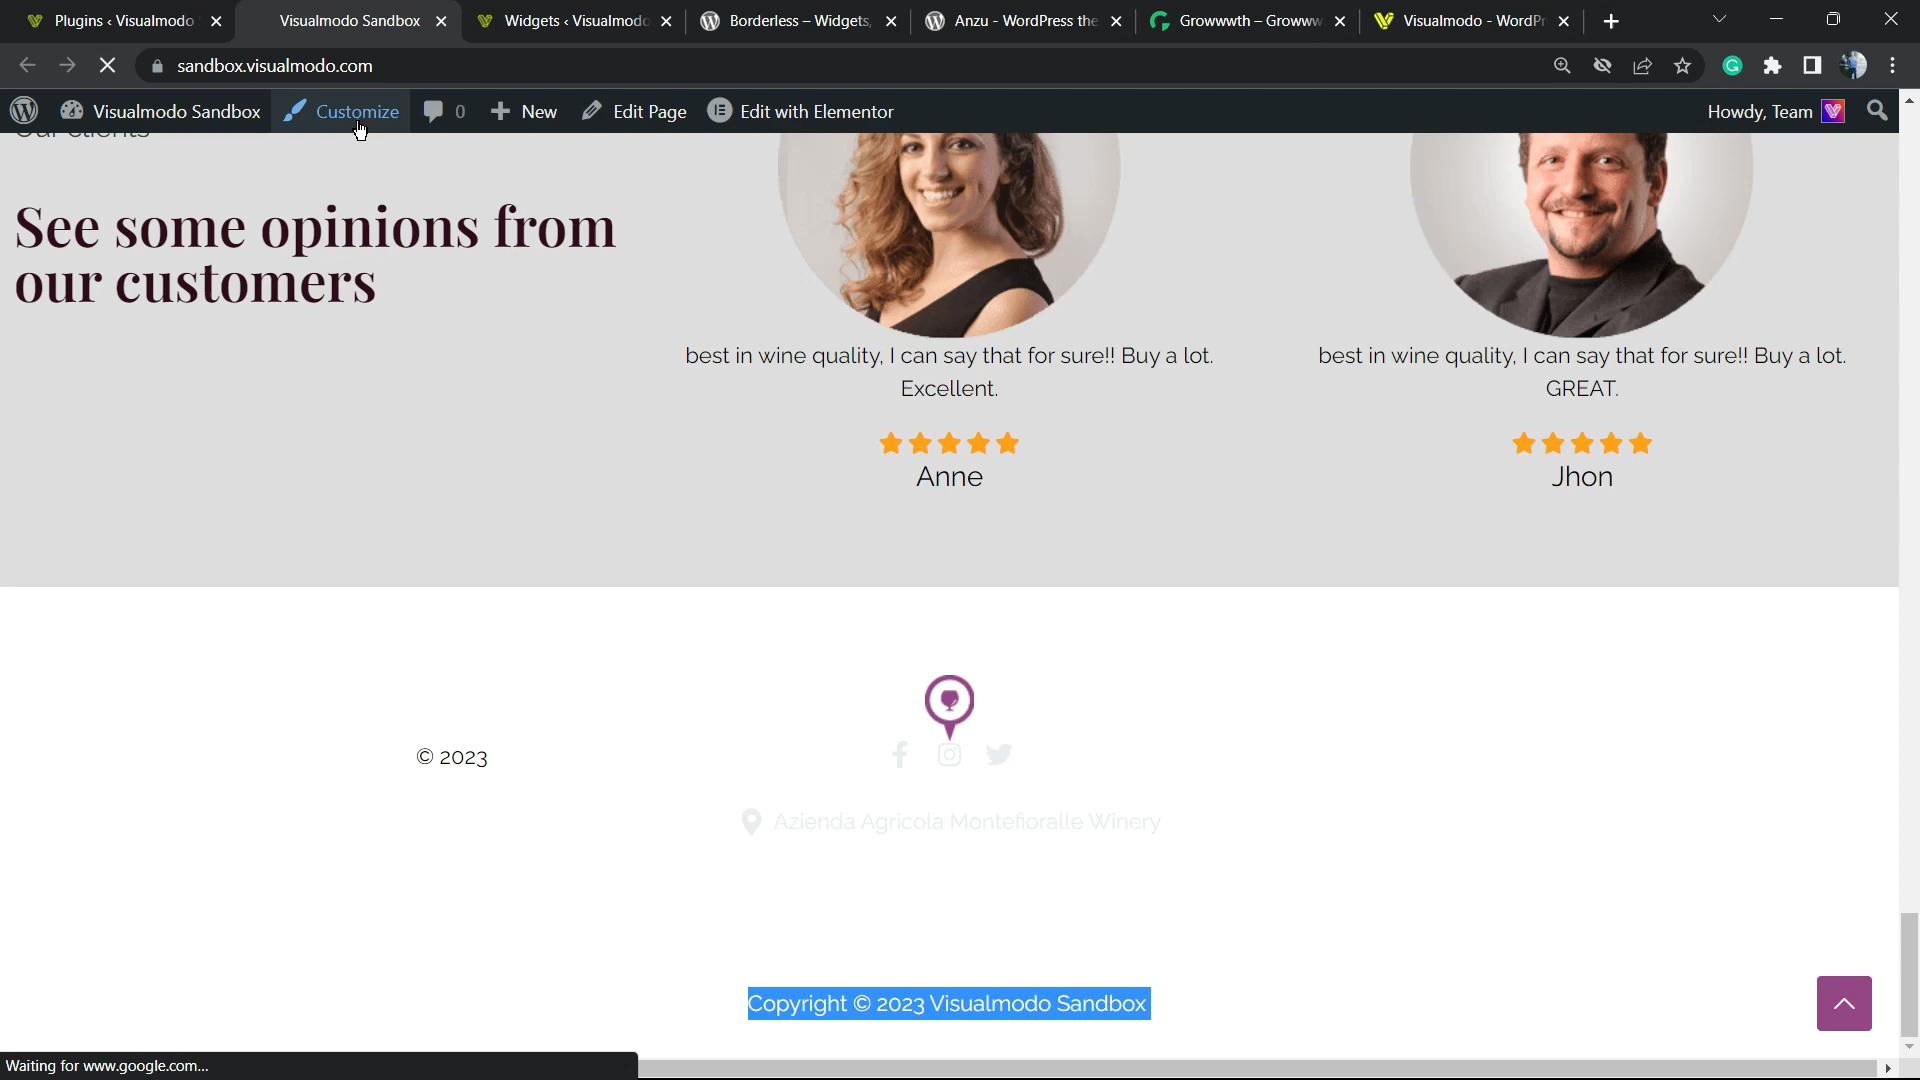 Plugins ‹ Visualmodo
Visualmodo Sandbox
Widgets ‹ Visualmodo
Borderless – Widgets,
Anzu - WordPress the
Growwwth – Growww
Visualmodo - WordPr
sandbox.visualmodo.com
Visualmodo Sandbox
Customize
0
New
Edit Page
Edit with Elementor
Howdy, Team
Our clients
See some opinions from
our customers
best in wine quality, I can say that for sure!! Buy a lot.
Excellent.
Anne
best in wine quality, I can say that for sure!! Buy a lot.
GREAT.
Jhon
© 2023
Azienda Agricola Montefioralle Winery
Copyright © 2023 Visualmodo Sandbox
Waiting for www.google.com...